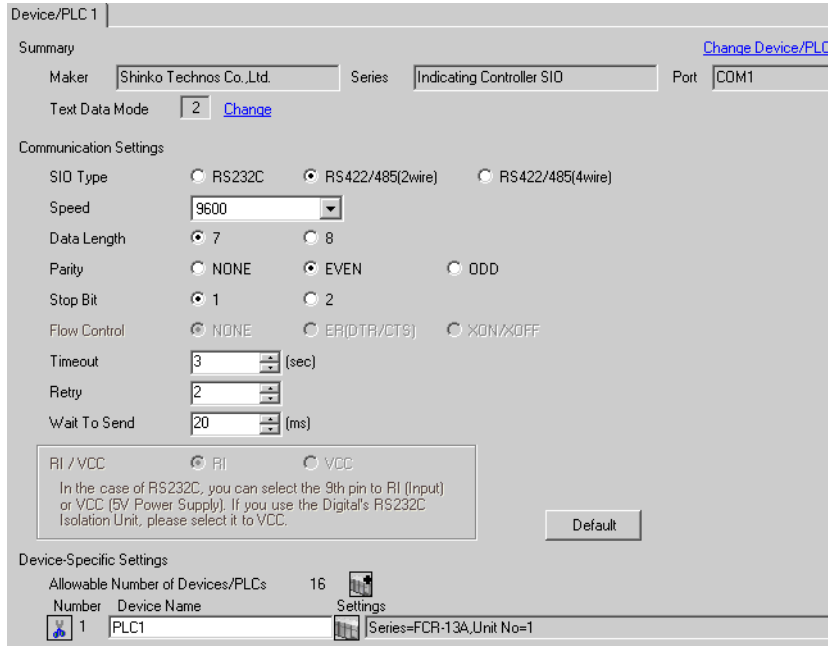 Device/PLC 1
Summary Change Device/PLC
Maker Shinko Technos Co.,Ltd. Series Indicating Controller SIO Port COM1
Text Data Mode 2 Change
Communication Settings
SIO Type RS232C RS422/485(2wire) RS422/485(4wire)
Speed 9600
Data Length 7 8
Parity NONE EVEN ODD
Stop Bit 1 2
Flow Control NONE ER(DTR/CTS) XON/XOFF
Timeout 3 (sec)
Retry 2
Wait To Send 20 (ms)
RI / VCC RI VCC
In the case of RS232C, you can select the 9th pin to RI (Input)
or VCC (5V Power Supply). If you use the Digital's RS232C
Isolation Unit, please select it to VCC.
Default
Device-Specific Settings
Allowable Number of Devices/PLCs 16
Number Device Name Settings
1 PLC1 Series=FCR-13A,Unit No=1